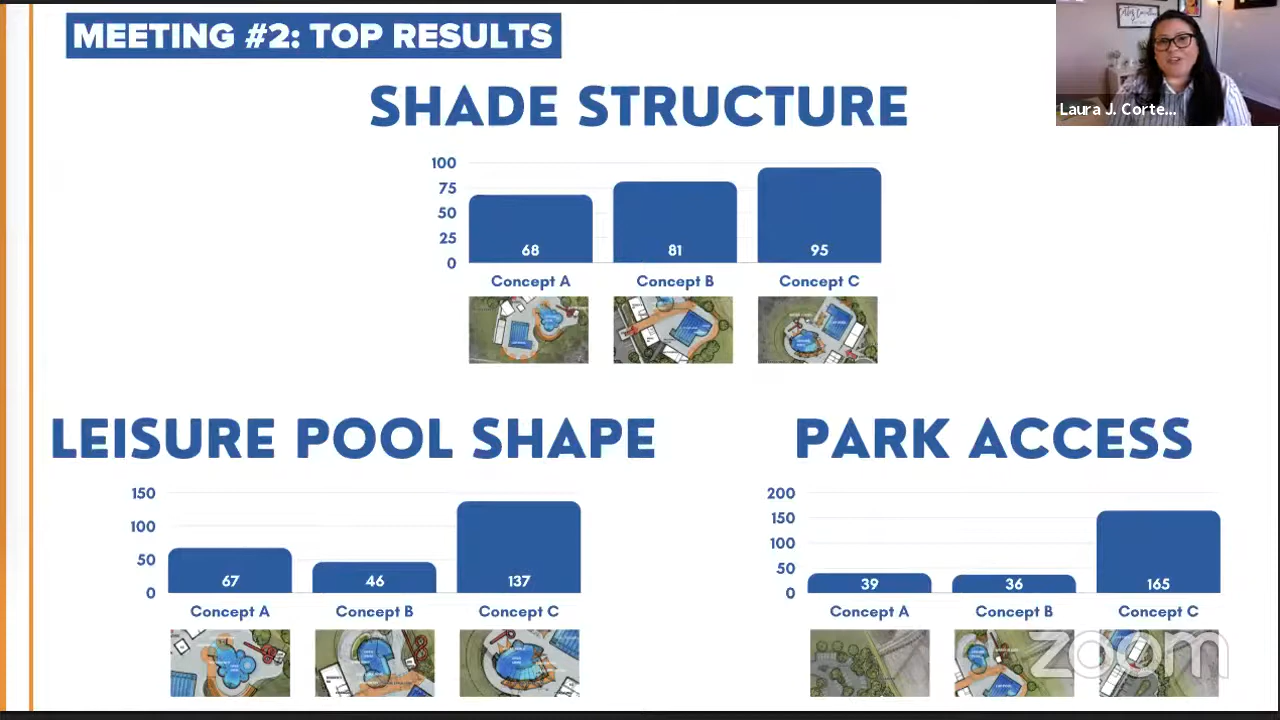 MEETING #2: TOP RESULTS
Laura J. Corte...
SHADE STRUCTURE
100
75
50
25
0
68
81
95
Concept A
Concept B
Concept C
LEISURE POOL SHAPE
150
100
50
0
67
46
137
Concept A
Concept B
Concept C
PARK ACCESS
200
150
100
50
0
39
36
165
Concept A
Concept B
Concept C
zoom